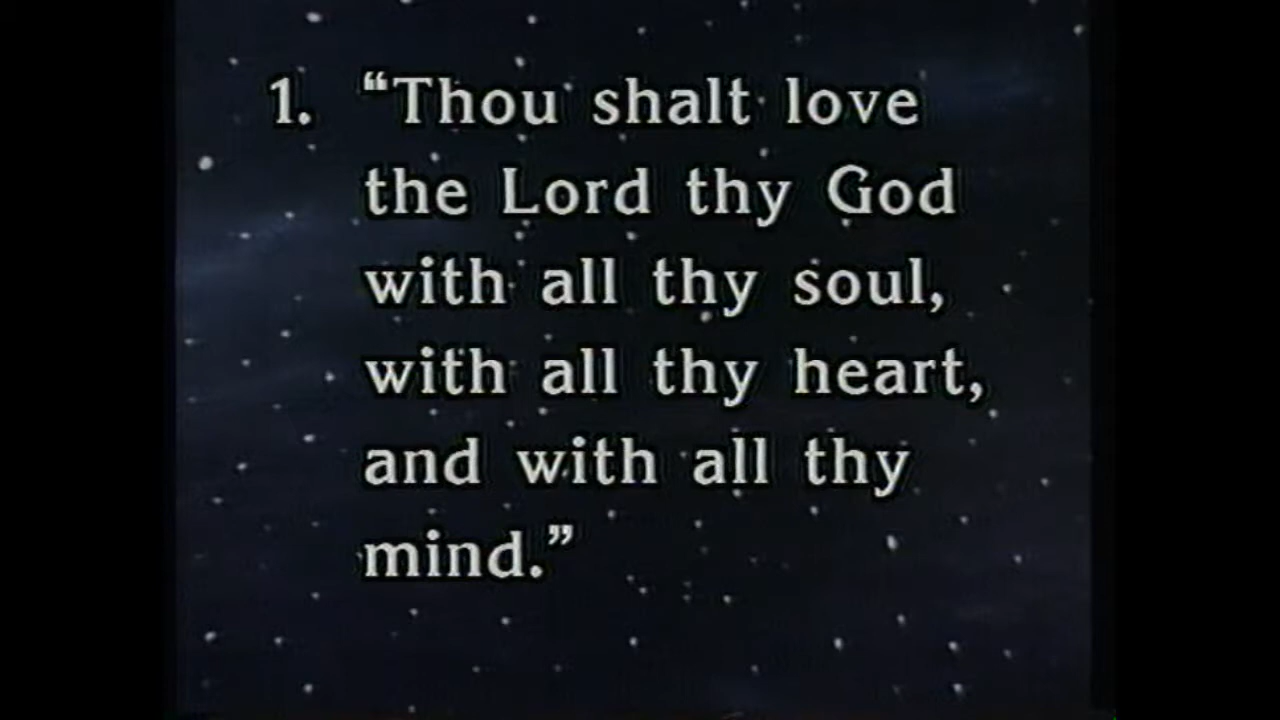 1. “Thou shalt love
the Lord thy God
with all thy soul,
with all thy heart,
and with all thy
mind.”